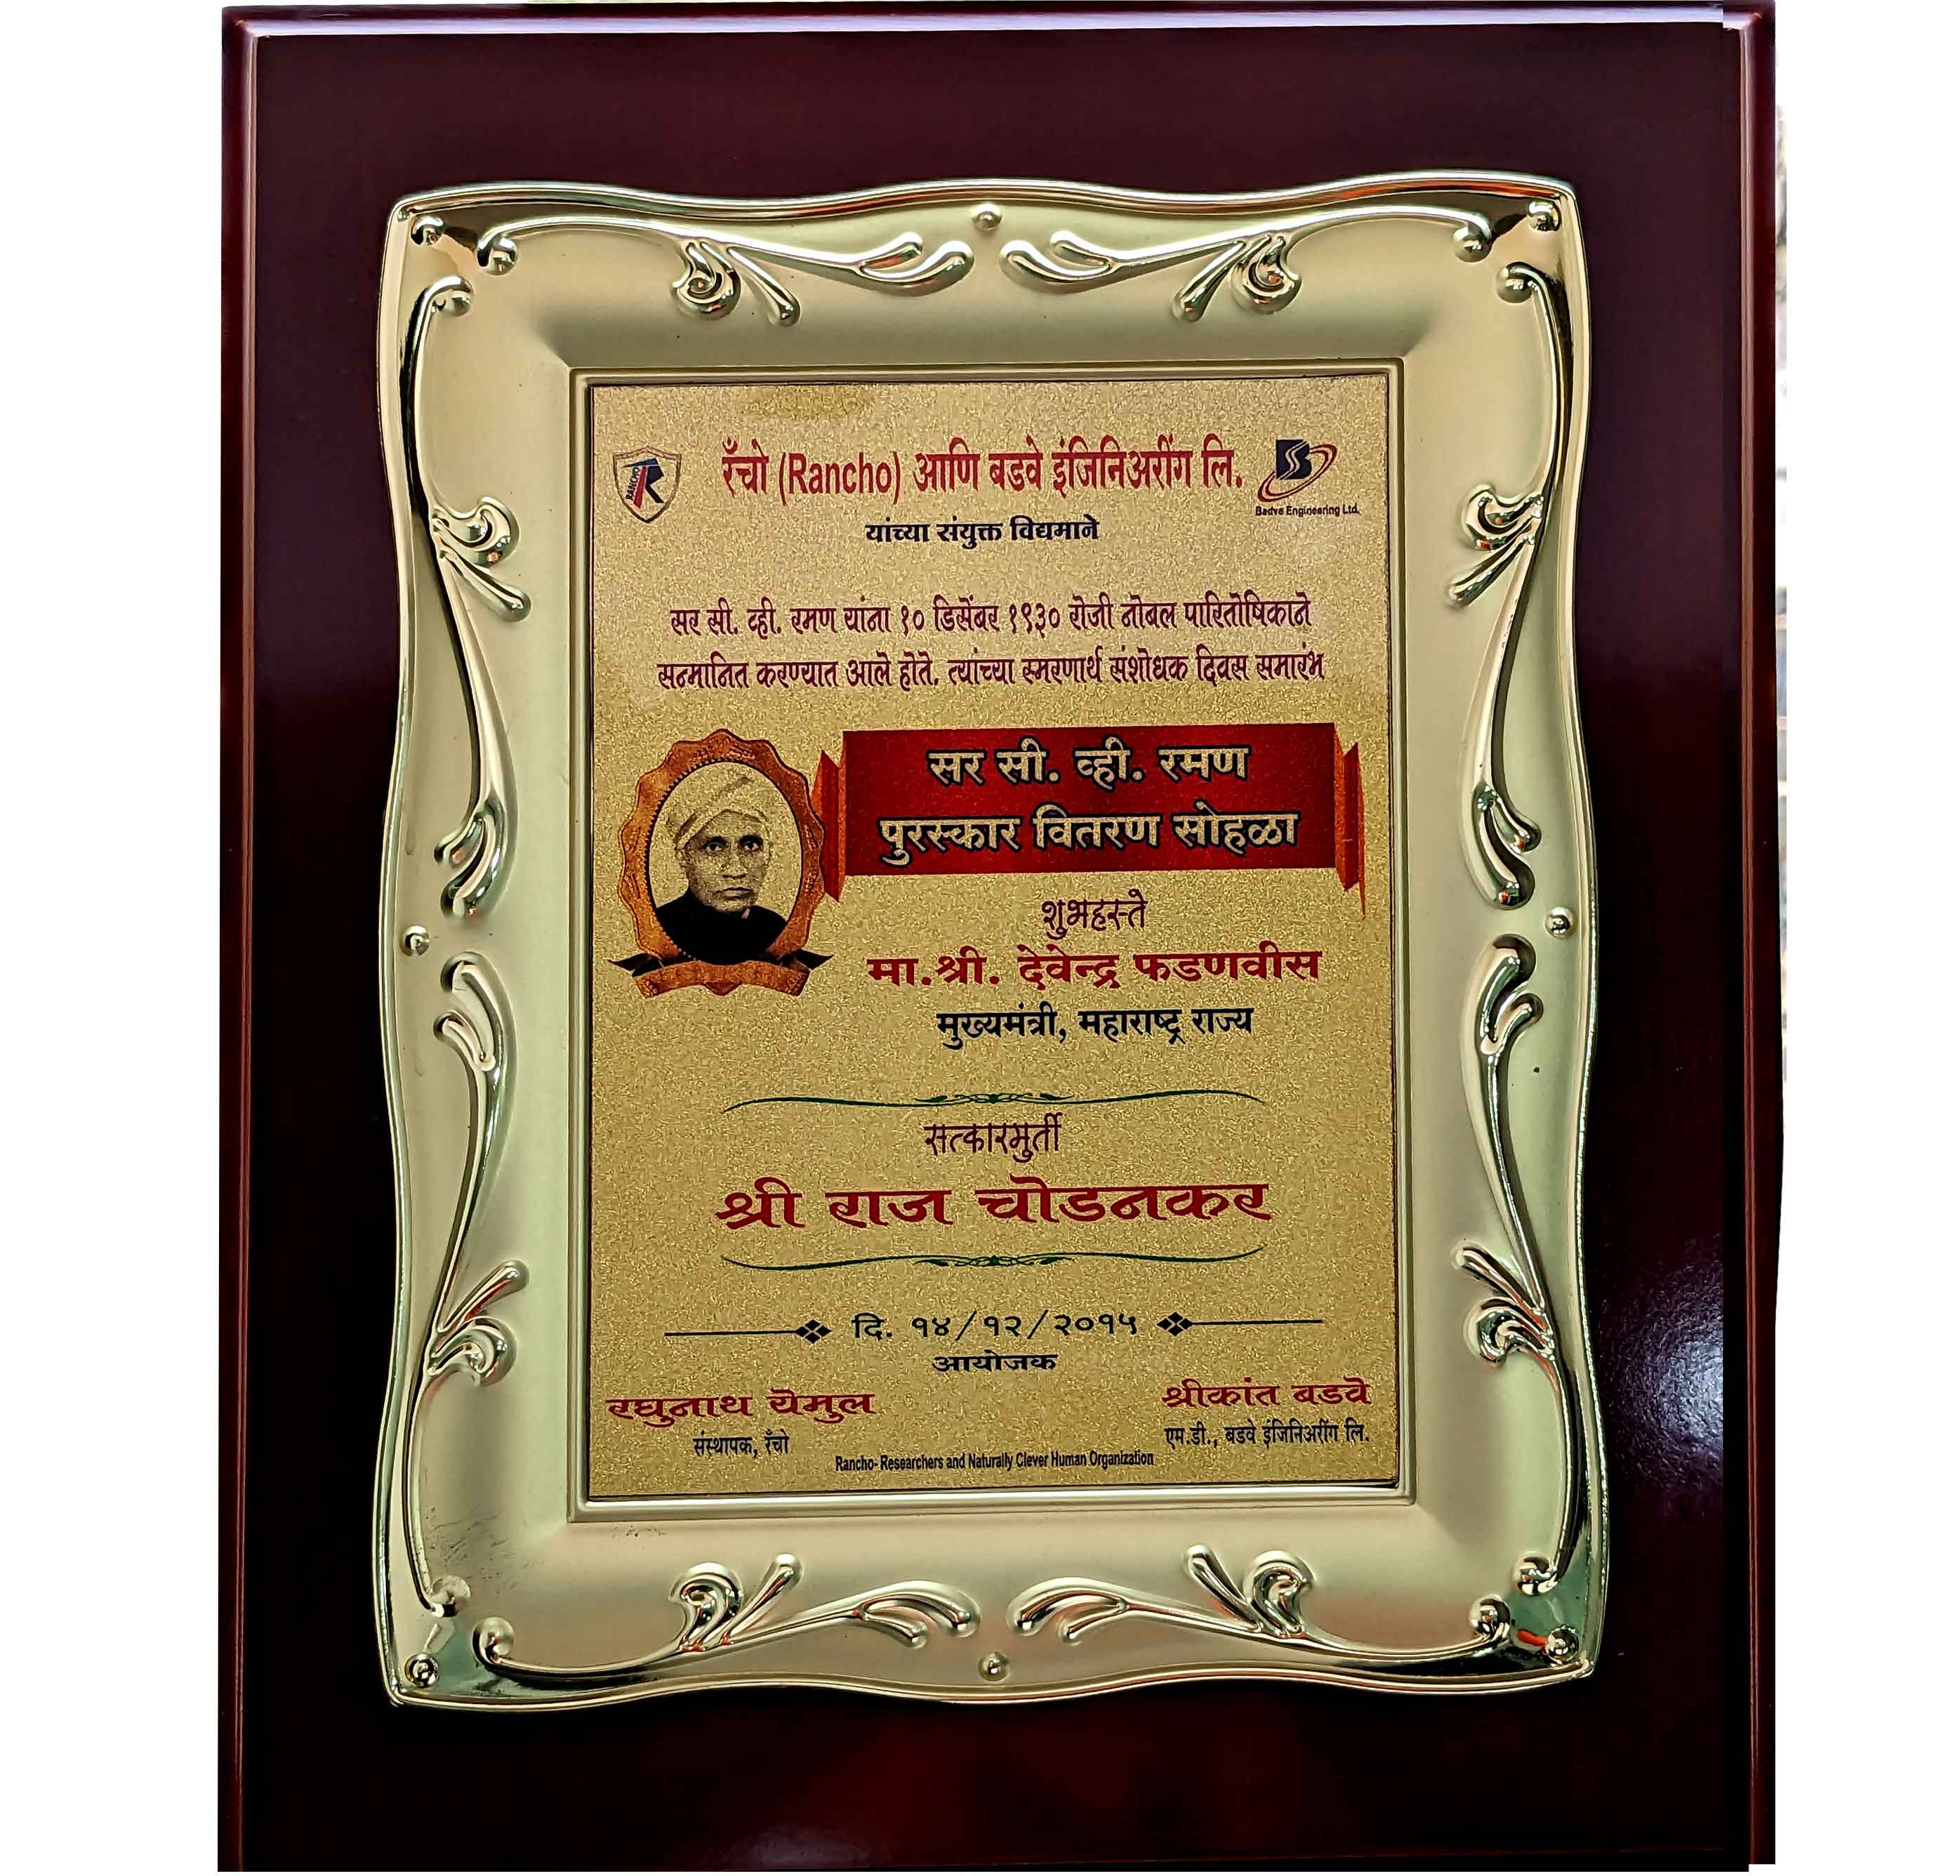 रँचो (Rancho) आणि बडवे इंजिनिअरींग लि.
RANCHO R
Badve Engineering Ltd.
यांच्या संयुक्त विद्यमाने
सर सी. व्ही. रमण यांना १० डिसेंबर १९३० रोजी नोबल पारितोषिकाने
सन्मानित करण्यात आले होते. त्यांच्या स्मरणार्थ संशोधक दिवस समारंभ
सर सी. व्ही. रमण
पुरस्कार वितरण सोहळा
शुभहस्ते
मा.श्री. देवेन्द्र फडणवीस
मुख्यमंत्री, महाराष्ट्र राज्य
सत्कारमुर्ती
श्री राज चोडनकर
दि. १४/१२/२०१५
आयोजक
रघुनाथ येमुल
संस्थापक, रँचो
श्रीकांत बडवे
एम.डी., बडवे इंजिनिअरींग लि.
Rancho- Researchers and Naturally Clever Human Organization